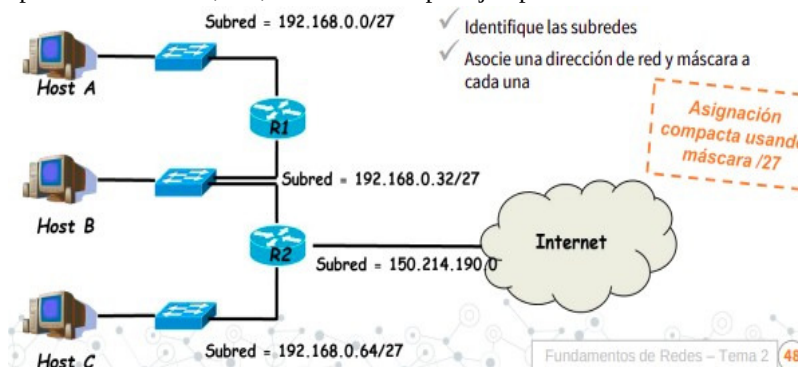 Subred = 192.168.0.0/27
Identifique las subredes
Asocie una dirección de red y máscara a
cada una
Asignación
compacta usando
máscara /27
Host A
R1
Subred = 192.168.0.32/27
Host B
R2
Internet
Subred = 150.214.190.0
Subred = 192.168.0.64/27
Host C
Fundamentos de Redes – Tema 2
48